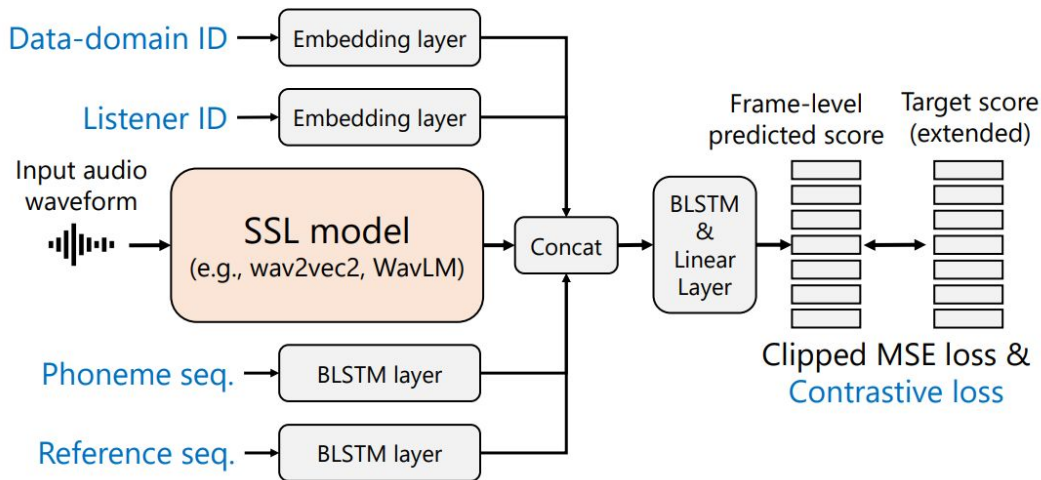 Data-domain ID
Embedding layer
Listener ID
Embedding layer
Input audio
waveform
SSL model
(e.g., wav2vec2, WavLM)
Phoneme seq.
BLSTM layer
Reference seq.
BLSTM layer
Concat
BLSTM
&
Linear
Layer
Frame-level
predicted score
Target score
(extended)
Clipped MSE loss &
Contrastive loss